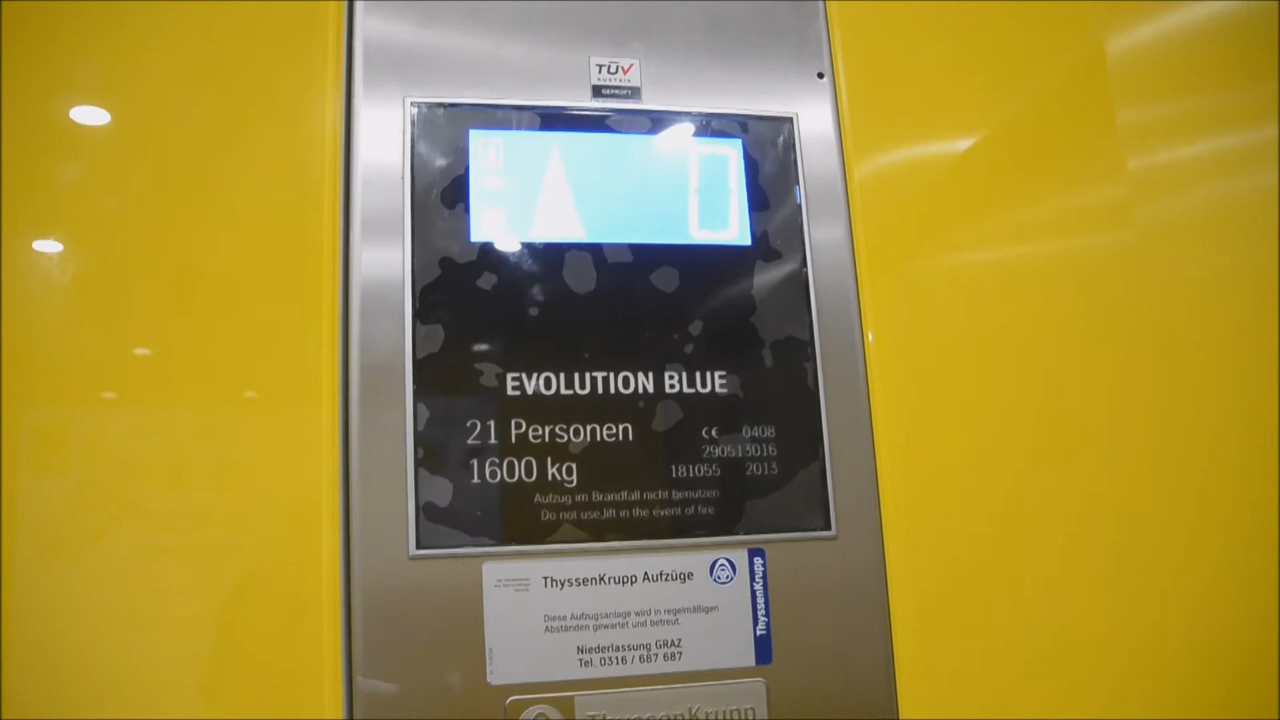 TÜV
AUSTRIA
GEPRÜFT
0
EVOLUTION BLUE
21 Personen
1600 kg
CE 0408
290513016
181055 2013
Aufzug im Brandfall nicht benutzen
Do not use lift in the event of fire
ThyssenKrupp Aufzüge
Diese Aufzugsanlage wird in regelmäßigen
Abständen gewartet und betreut.
Niederlassung GRAZ
Tel. 0316 / 687 687
ThyssenKrupp
ThyssenKrupp